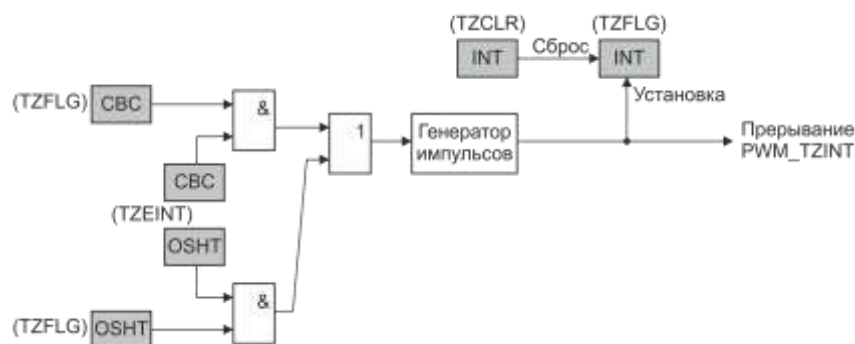 (TZCLR)
(TZFLG)
INT
Сброс
INT
(TZFLG)
CBC
&
Установка
1
Генератор
импульсов
Прерывание
PWM_TZINT
CBC
(TZEINT)
OSHT
&
(TZFLG)
OSHT